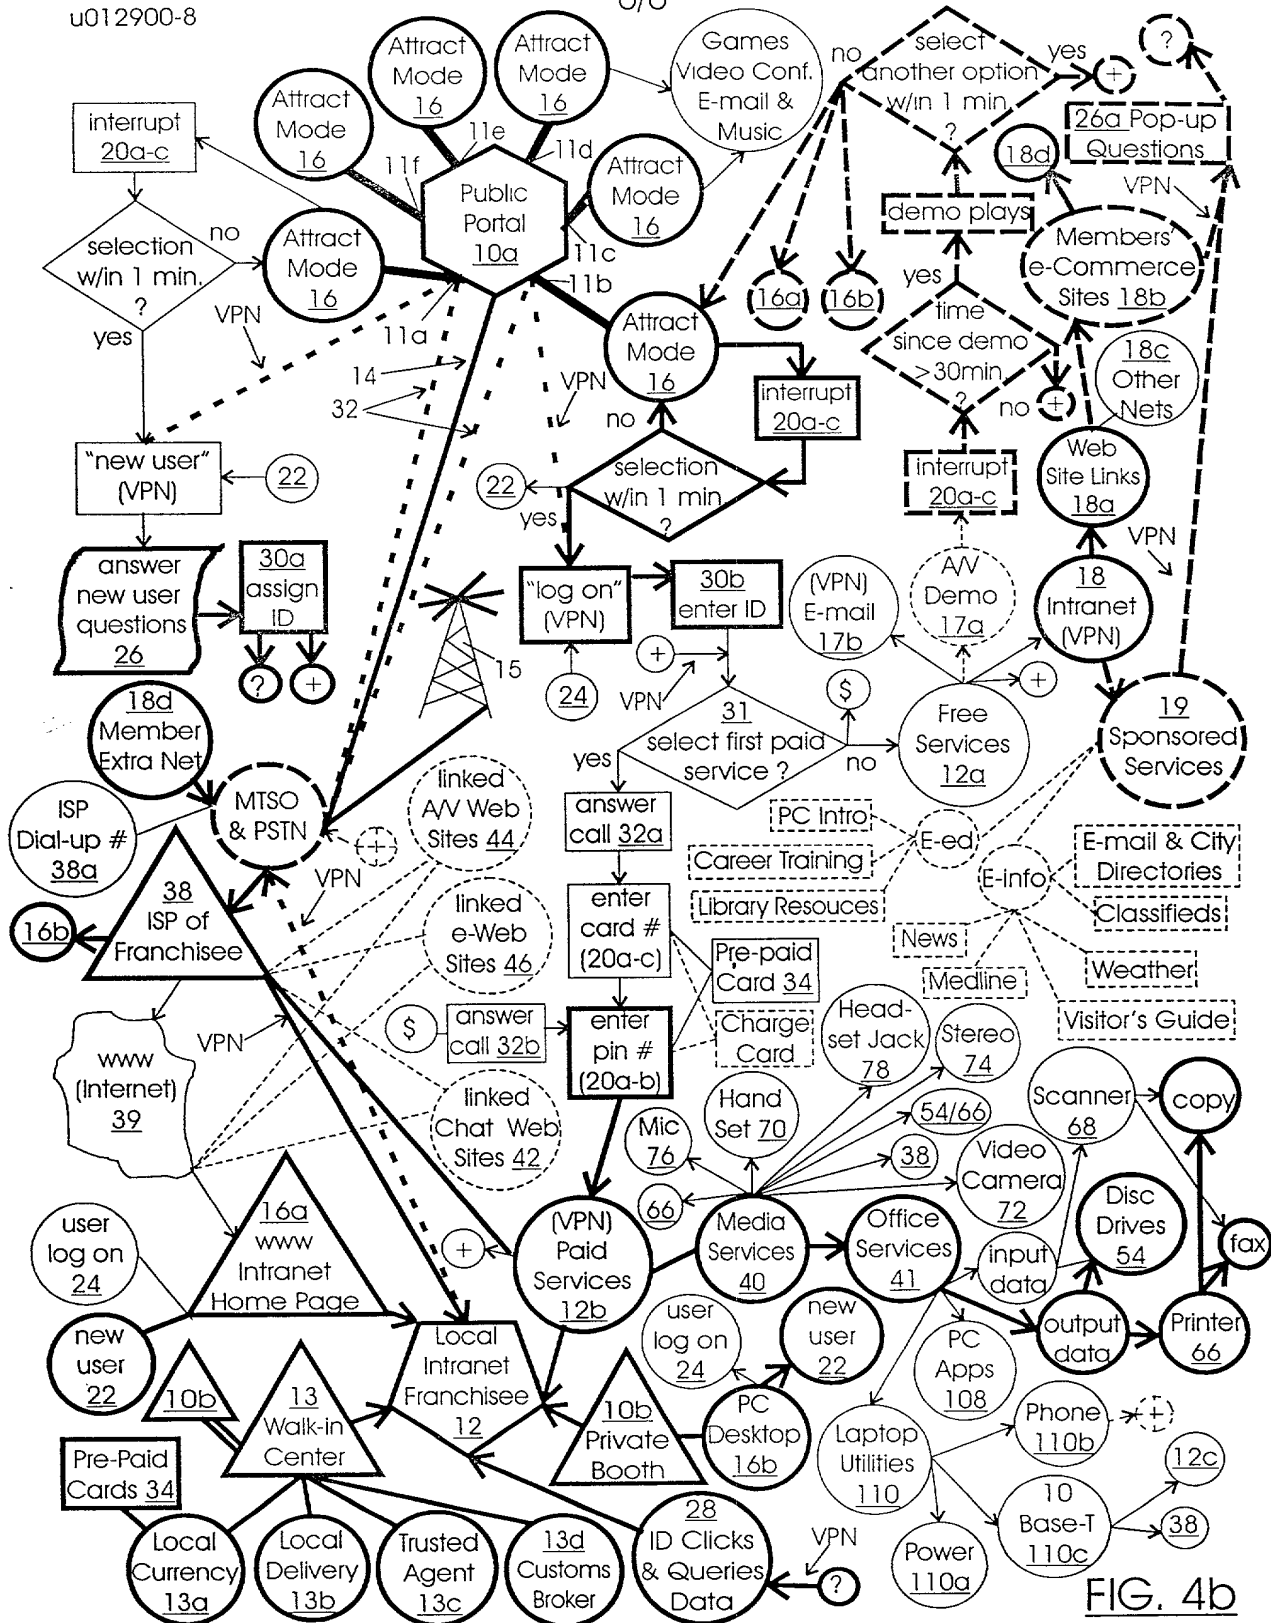 u012900-8
8/8
Attract
Mode
16
Attract
Mode
16
Games
Video Conf.
E-mail &
Music
no
select
another option
w/in 1 min.
?
yes
+
?
interrupt
20a-c
Attract
Mode
16
11f
11e
11d
Public
Portal
10a
Attract
Mode
16
11c
11b
26a Pop-up
Questions
18d
VPN
demo plays
selection
w/in 1 min.
?
no
yes
Attract
Mode
16
VPN
11a
14
32
VPN
Attract
Mode
16
16a
16b
yes
Members'
e-Commerce
Sites 18b
time
since demo
>30min.
?
no
+
18c
Other
Nets
interrupt
20a-c
no
selection
w/in 1 min.
?
22
yes
"new user"
(VPN)
22
interrupt
20a-c
Web
Site Links
18a
VPN
answer
new user
questions
26
30a
assign
ID
?
+
15
"log on"
(VPN)
24
30b
enter ID
+
VPN
(VPN)
E-mail
17b
A/V
Demo
17a
18
Intranet
(VPN)
+
18d
Member
Extra Net
MTSO
& PSTN
+
VPN
ISP
Dial-up #
38a
31
select first paid
service ?
yes
no
$
Free
Services
12a
19
Sponsored
Services
linked
A/V Web
Sites 44
answer
call 32a
PC Intro
Career Training
Library Resouces
E-ed
E-info
E-mail & City
Directories
Classifieds
News
Medline
Weather
Visitor's Guide
38
ISP of
Franchisee
16b
linked
e-Web
Sites 46
enter
card #
(20a-c)
Pre-paid
Card 34
Charge
Card
www
(Internet)
39
VPN
$
answer
call 32b
enter
pin #
(20a-b)
linked
Chat Web
Sites 42
Head-
set Jack
78
Stereo
74
Hand
Set 70
Mic
76
54/66
38
66
Video
Camera
72
Scanner
68
copy
user
log on
24
16a
www
Intranet
Home Page
+
(VPN)
Paid
Services
12b
Media
Services
40
Office
Services
41
input
data
Disc
Drives
54
fax
new
user
22
10b
13
Walk-in
Center
Local
Intranet
Franchisee
12
10b
Private
Booth
user
log on
24
new
user
22
PC
Desktop
16b
PC
Apps
108
output
data
Printer
66
Pre-Paid
Cards 34
Laptop
Utilities
110
Phone
110b
+
12c
10
Base-T
110c
38
Power
110a
Local
Currency
13a
Local
Delivery
13b
Trusted
Agent
13c
13d
Customs
Broker
28
ID Clicks
& Queries
Data
VPN
?
FIG. 4b